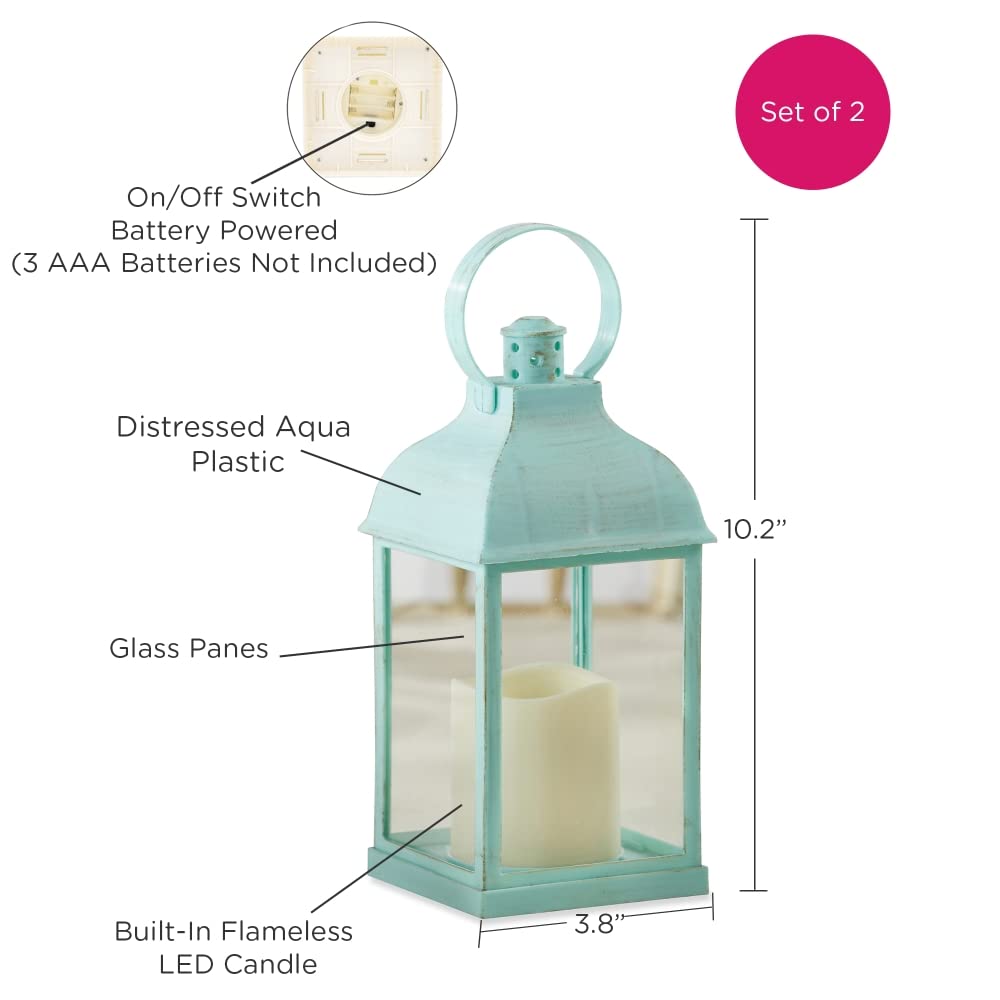 Set of 2
On/Off Switch
Battery Powered
(3 AAA Batteries Not Included)
Distressed Aqua
Plastic
10.2”
Glass Panes
Built-In Flameless
LED Candle
3.8”